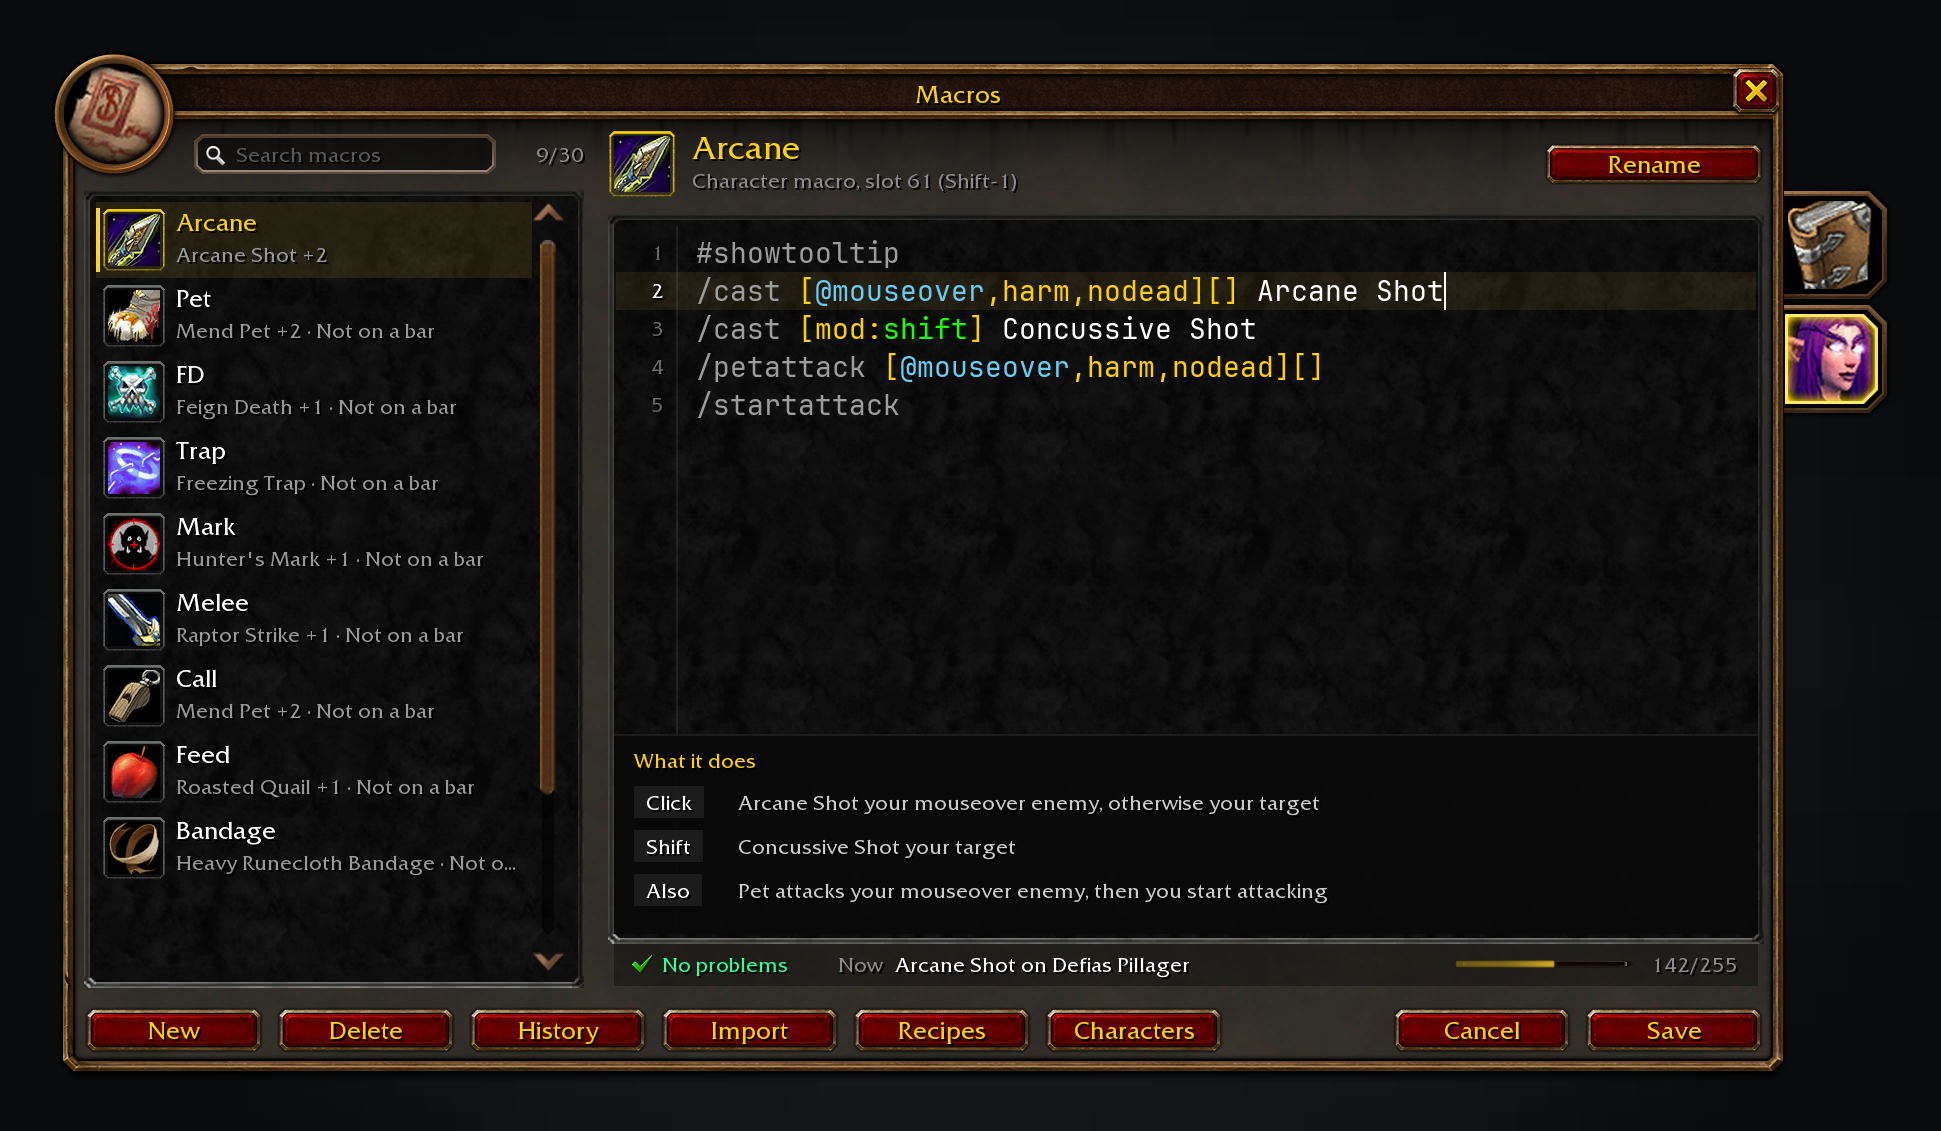 Macros
Search macros
9/30
Arcane
Character macro, slot 61 (Shift-1)
Rename
Arcane
Arcane Shot +2
Pet
Mend Pet +2 · Not on a bar
FD
Feign Death +1 · Not on a bar
Trap
Freezing Trap · Not on a bar
Mark
Hunter's Mark +1 · Not on a bar
Melee
Raptor Strike +1 · Not on a bar
Call
Mend Pet +2 · Not on a bar
Feed
Roasted Quail +1 · Not on a bar
Bandage
Heavy Runecloth Bandage · Not o...
1 #showtooltip
2 /cast [@mouseover,harm,nodead][] Arcane Shot
3 /cast [mod:shift] Concussive Shot
4 /petattack [@mouseover,harm,nodead][]
5 /startattack
What it does
Click Arcane Shot your mouseover enemy, otherwise your target
Shift Concussive Shot your target
Also Pet attacks your mouseover enemy, then you start attacking
No problems Now Arcane Shot on Defias Pillager 142/255
New Delete History Import Recipes Characters Cancel Save